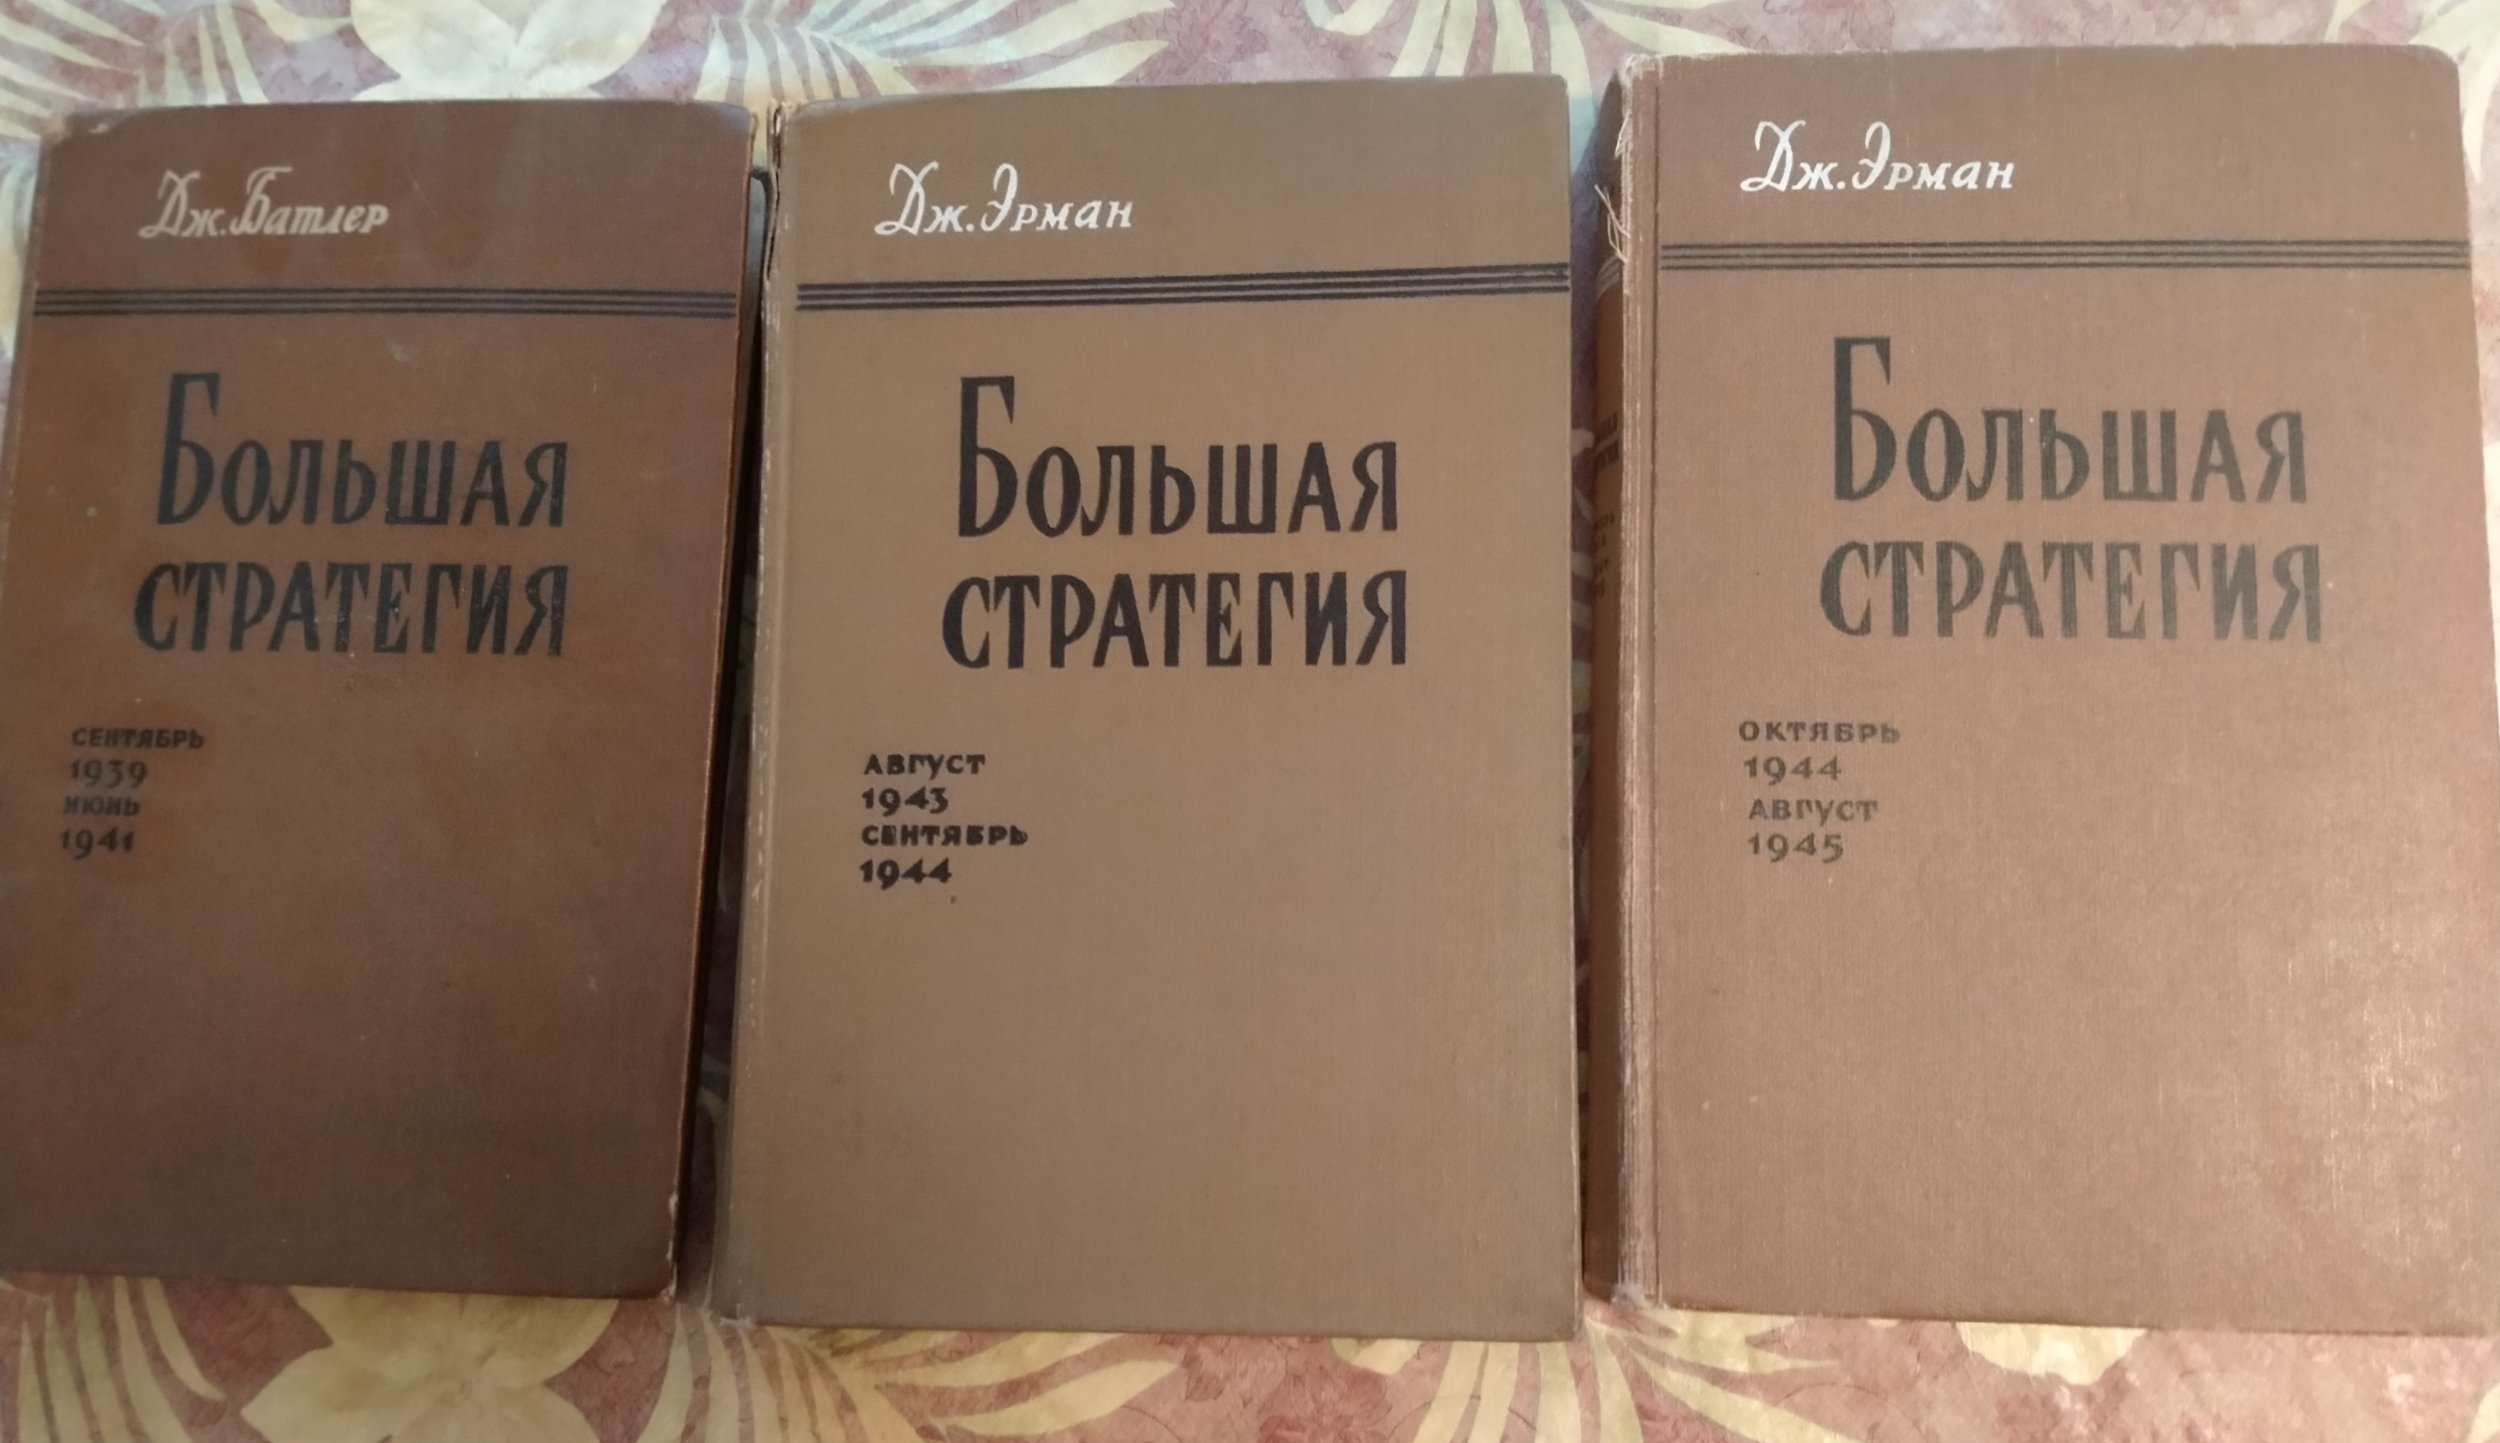 Дж. Батлер
Большая
стратегия
сентябрь
1939
июнь
1941
Дж. Эрман
Большая
стратегия
август
1943
сентябрь
1944
Дж. Эрман
Большая
стратегия
октябрь
1944
август
1945